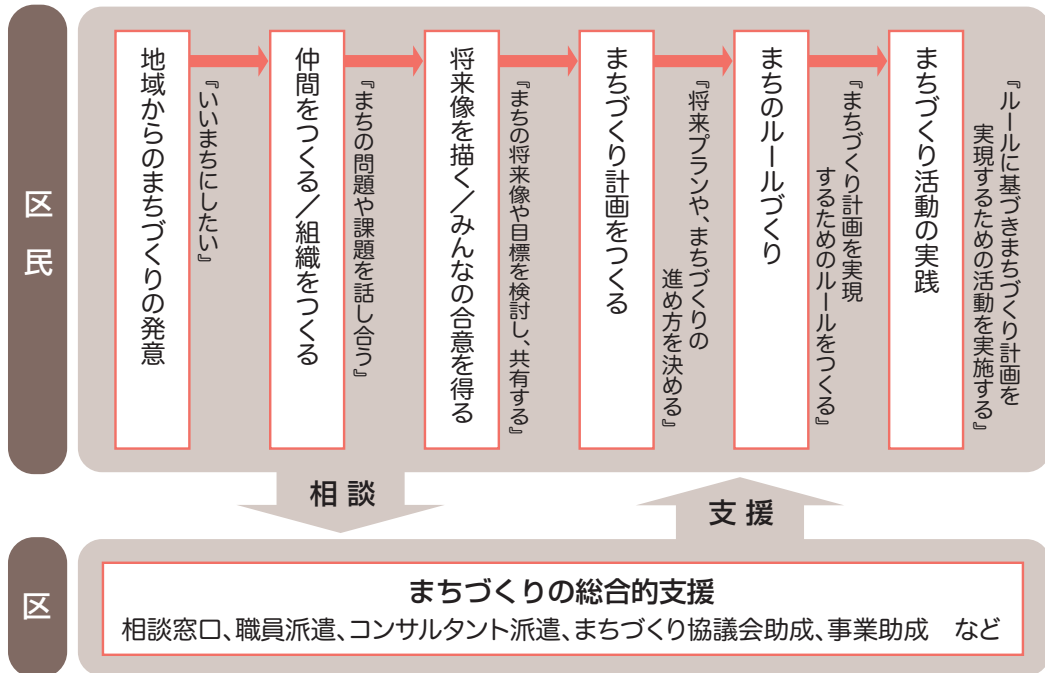 区民
地域からのまちづくりの発意
『いいまちにしたい』
仲間をつくる／組織をつくる
『まちの問題や課題を話し合う』
将来像を描く／みんなの合意を得る
『まちの将来像や目標を検討し、共有する』
まちづくり計画をつくる
『将来プランや、まちづくりの
進め方を決める』
まちのルールづくり
『まちづくり計画を実現
するためのルールをつくる』
まちづくり活動の実践
『ルールに基づきまちづくり計画を
実現するための活動を実施する』
相談
支援
区
まちづくりの総合的支援
相談窓口、職員派遣、コンサルタント派遣、まちづくり協議会助成、事業助成　など